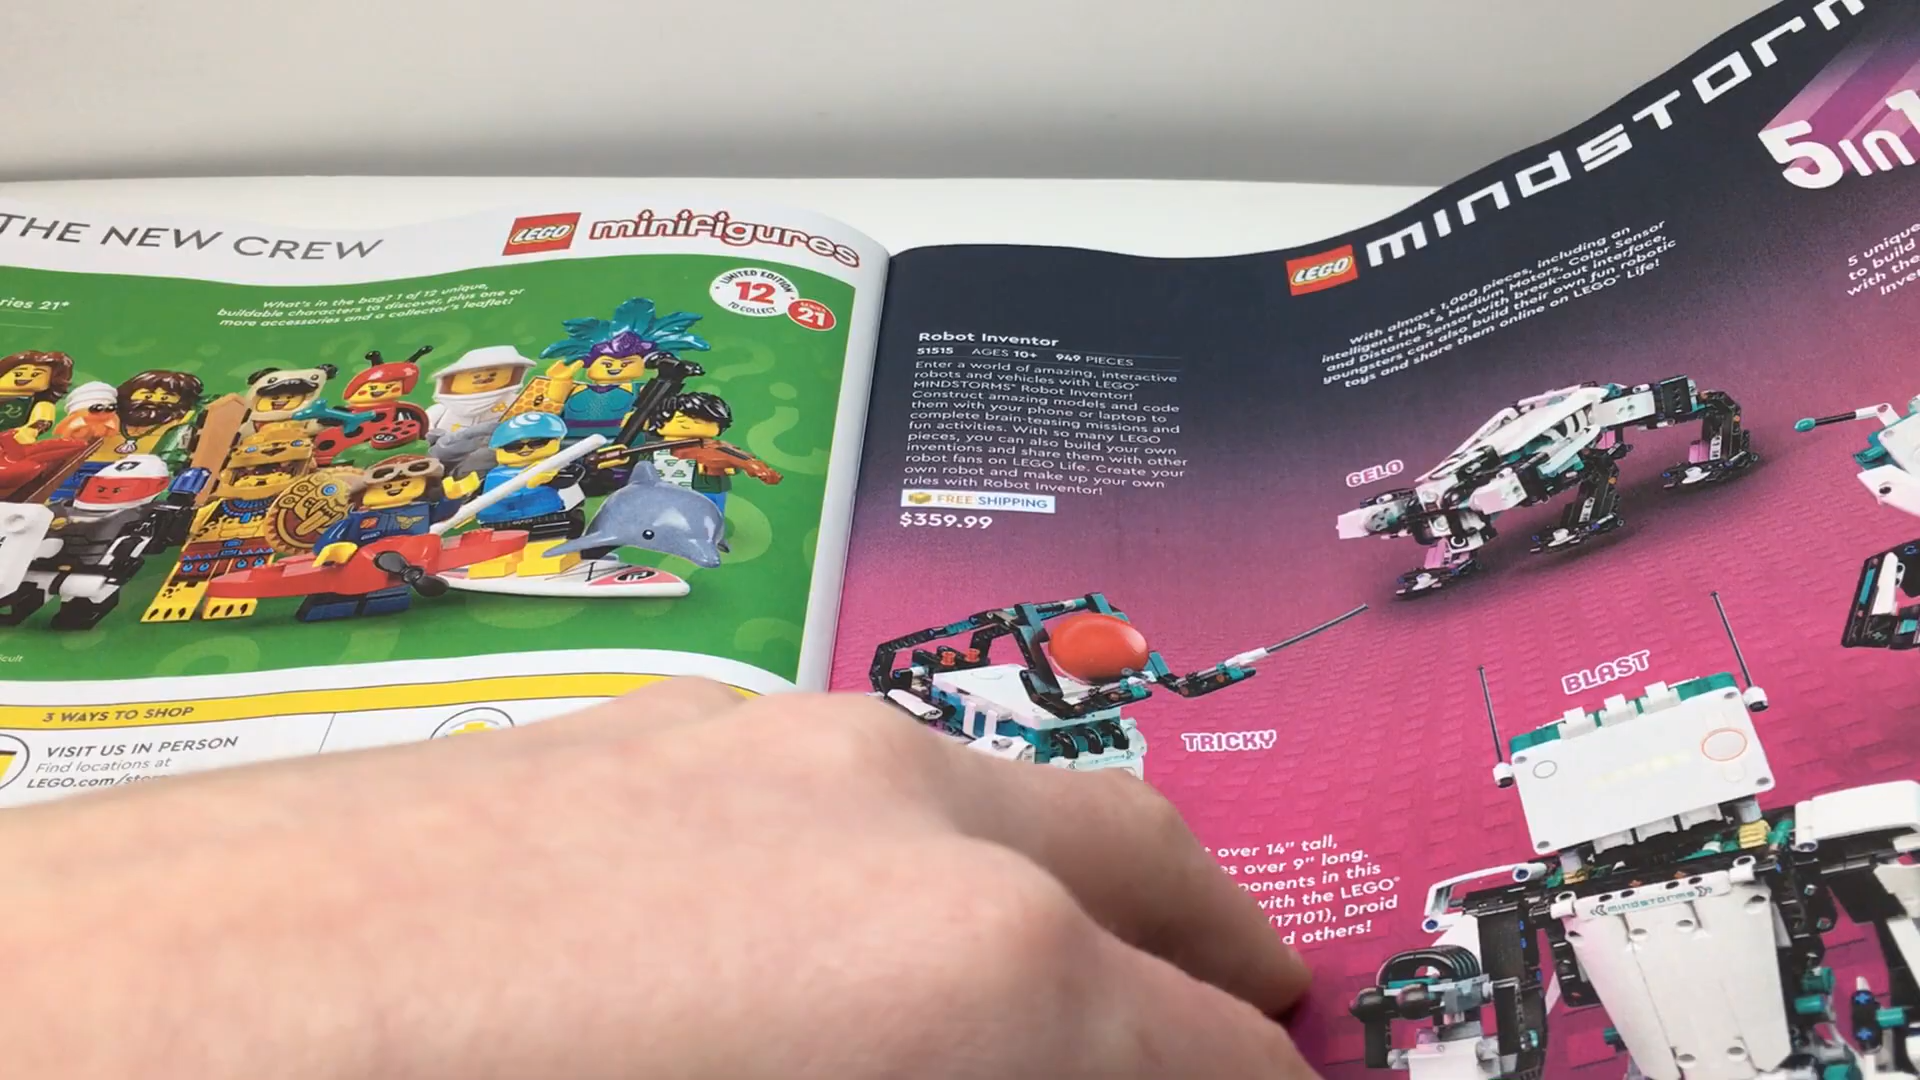 THE NEW CREW
LEGO minifigures
ries 21*
What's in the bag? 1 of 12 unique,
buildable characters to discover, plus one or
more accessories and a collector's leaflet!
LIMITED EDITION
12
TO COLLECT
SERIES
21
cult
3 WAYS TO SHOP
VISIT US IN PERSON
Find locations at
LEGO.com/stor
LEGO MINDSTORM
5in1
With almost 1,000 pieces, including an
intelligent Hub, 4 Medium Motors, Color Sensor
and Distance Sensor with break-out interface,
youngsters can also build their own fun robotic
toys and share them online on LEGO® Life!
5 unique
to build
with the
Inve
Robot Inventor
51515 AGES 10+ 949 PIECES
Enter a world of amazing, interactive
robots and vehicles with LEGO®
MINDSTORMS® Robot Inventor!
Construct amazing models and code
them with your phone or laptop to
complete brain-teasing missions and
fun activities. With so many LEGO
pieces, you can also build your own
inventions and share them with other
robot fans on LEGO Life. Create your
own robot and make up your own
rules with Robot Inventor!
FREE SHIPPING
$359.99
GELO
BLAST
TRICKY
over 14" tall,
es over 9" long.
ponents in this
with the LEGO®
(17101), Droid
d others!
MINDSTORMS